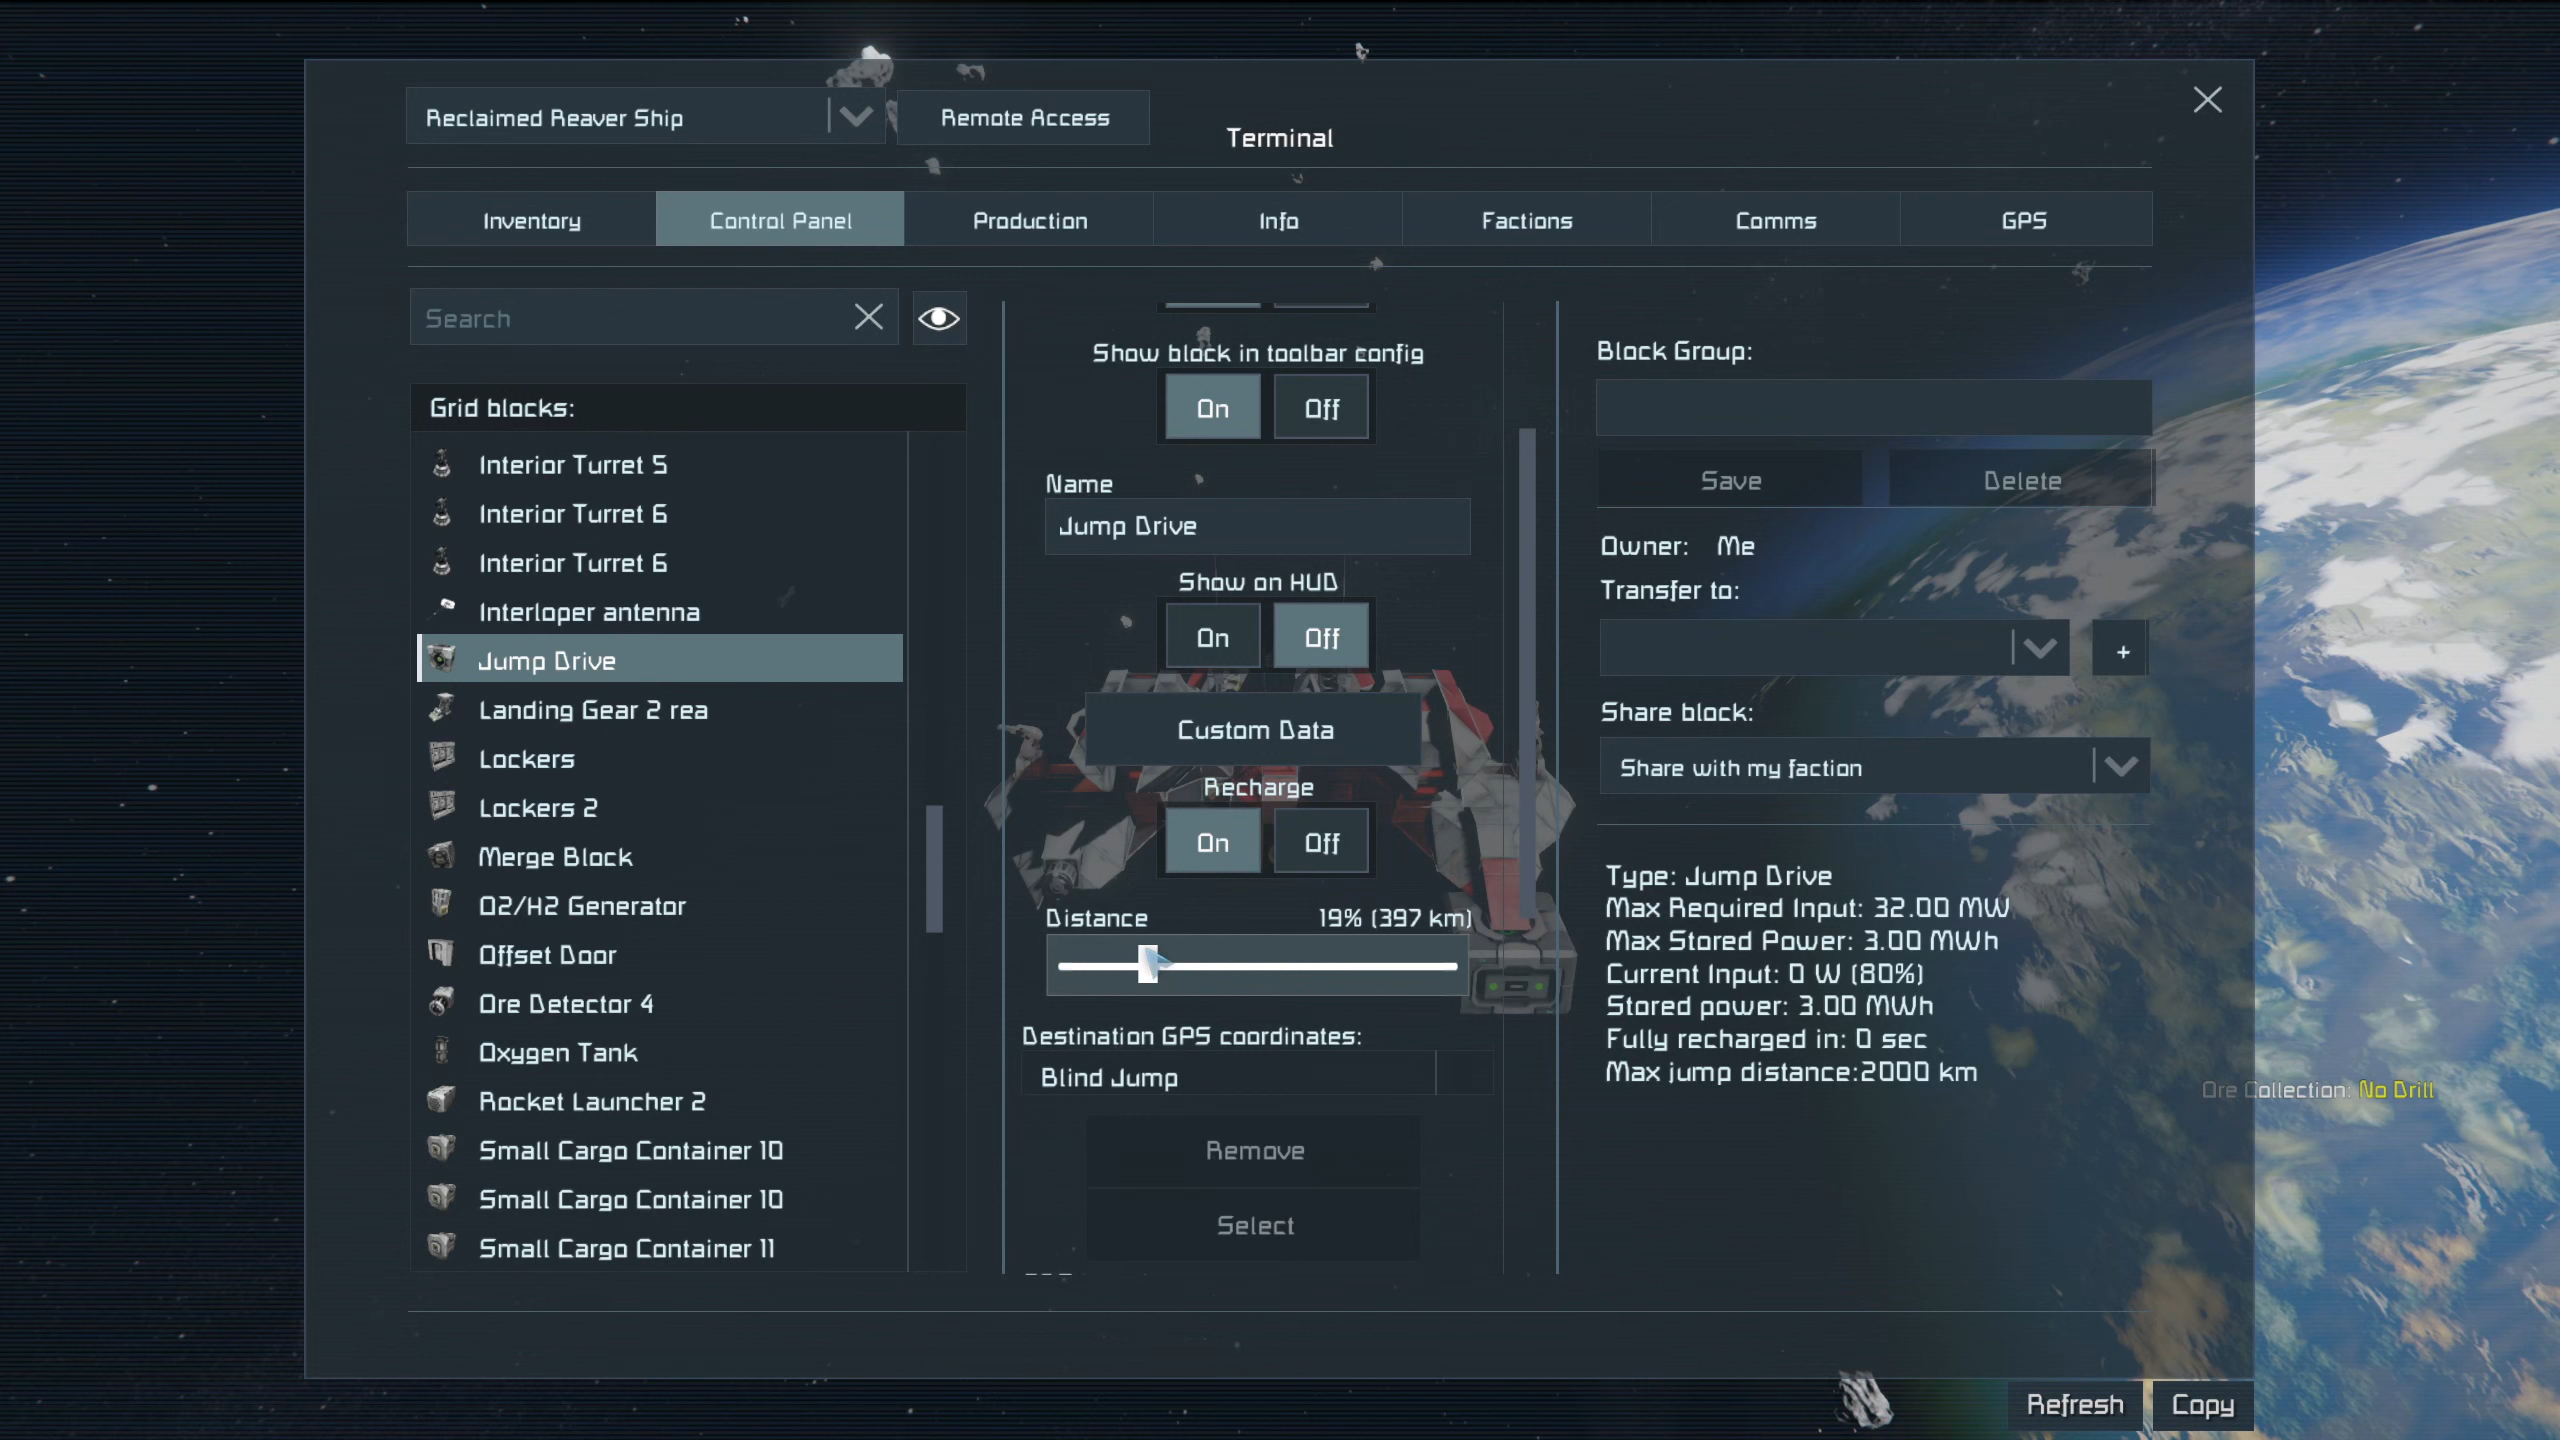 Reclaimed Reaver Ship
Remote Access
Terminal
Inventory
Control Panel
Production
Info
Factions
Comms
GPS
Search
Grid blocks:
Interior Turret 5
Interior Turret 6
Interior Turret 6
Interloper antenna
Jump Drive
Landing Gear 2 rea
Lockers
Lockers 2
Merge Block
O2/H2 Generator
Offset Door
Ore Detector 4
Oxygen Tank
Rocket Launcher 2
Small Cargo Container 10
Small Cargo Container 10
Small Cargo Container 11
Show block in toolbar config
On Off
Name
Jump Drive
Show on HUD
On Off
Custom Data
Recharge
On Off
Distance 19% (397 km)
Destination GPS coordinates:
Blind Jump
Remove
Select
Block Group:
Save Delete
Owner: Me
Transfer to:
+
Share block:
Share with my faction
Type: Jump Drive
Max Required Input: 32.00 MW
Max Stored Power: 3.00 MWh
Current Input: 0 W (80%)
Stored power: 3.00 MWh
Fully recharged in: 0 sec
Max jump distance:2000 km
Ore Collection: No Drill
Refresh Copy